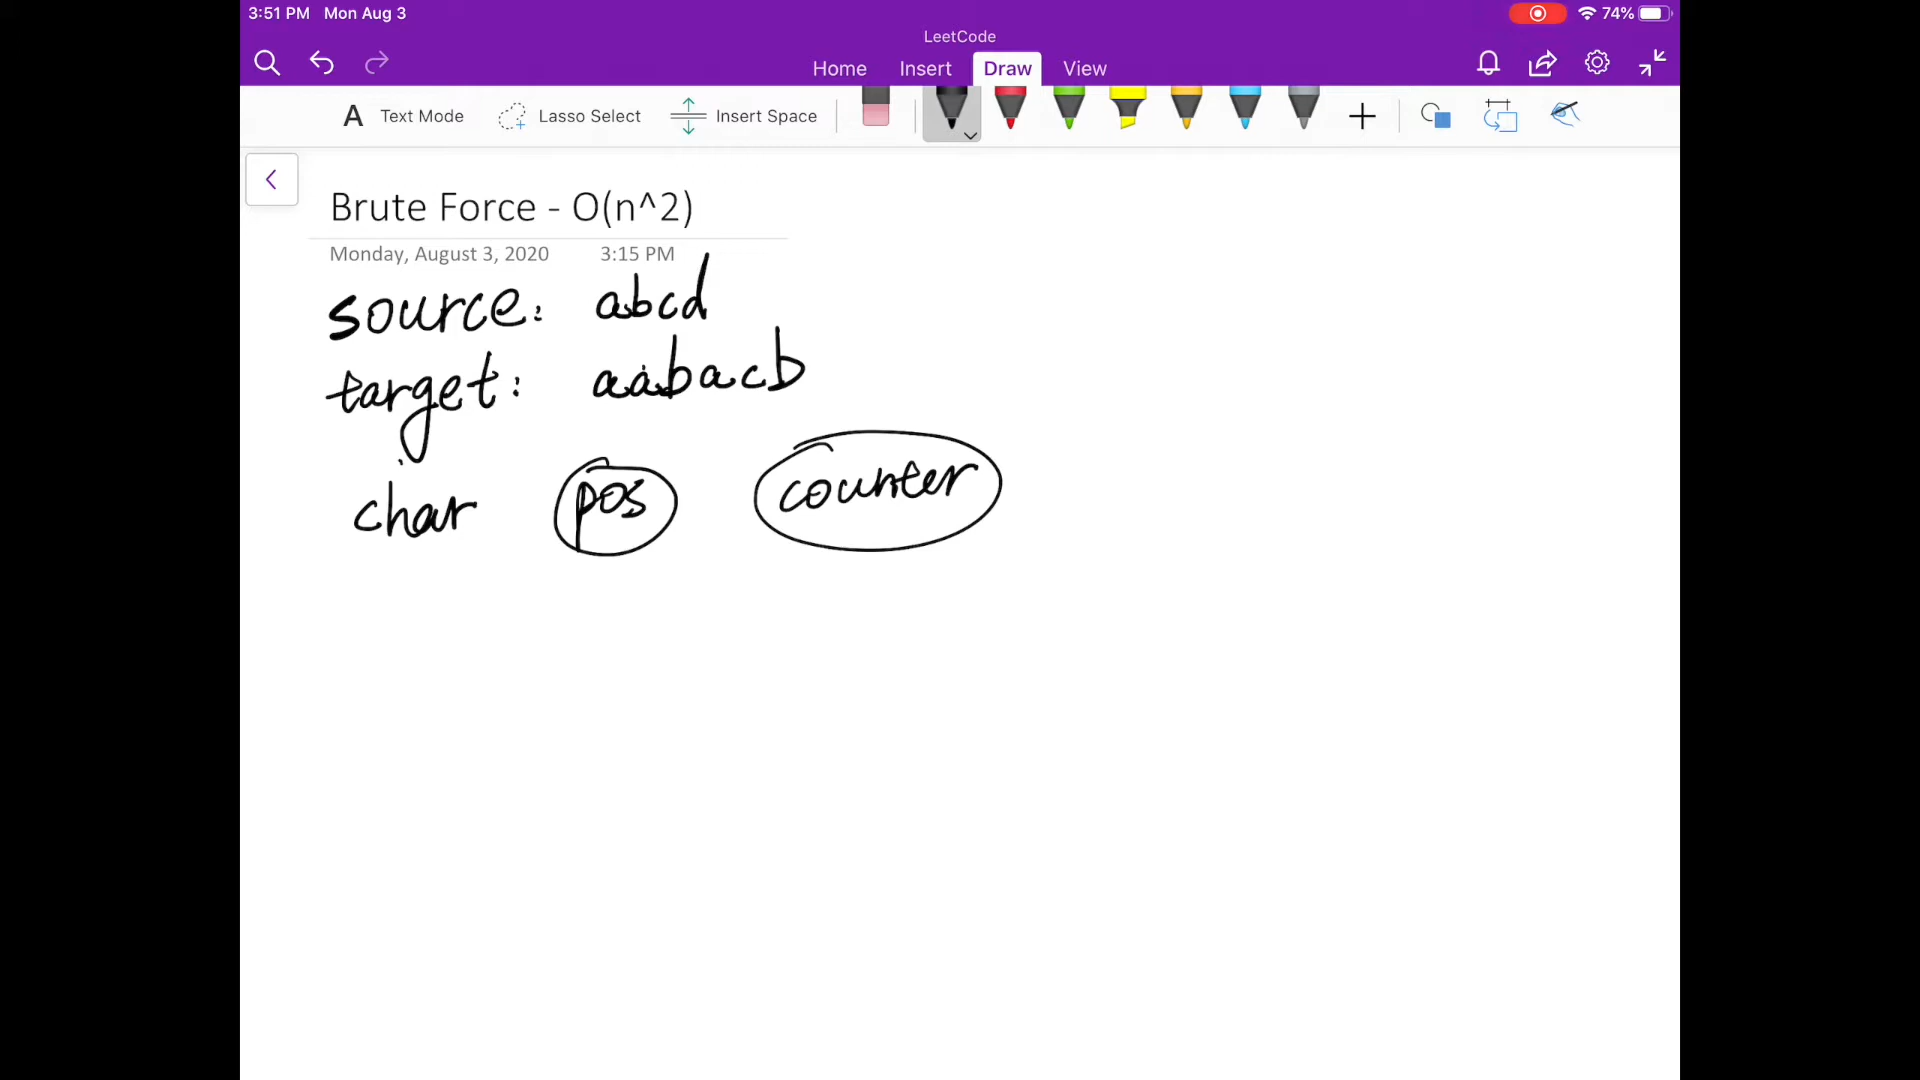 3:51 PM Mon Aug 3
74%
LeetCode
Home Insert Draw View
A Text Mode Lasso Select Insert Space
Brute Force - O(n^2)
Monday, August 3, 2020 3:15 PM
source: abcd
target: aabacb
char pos counter